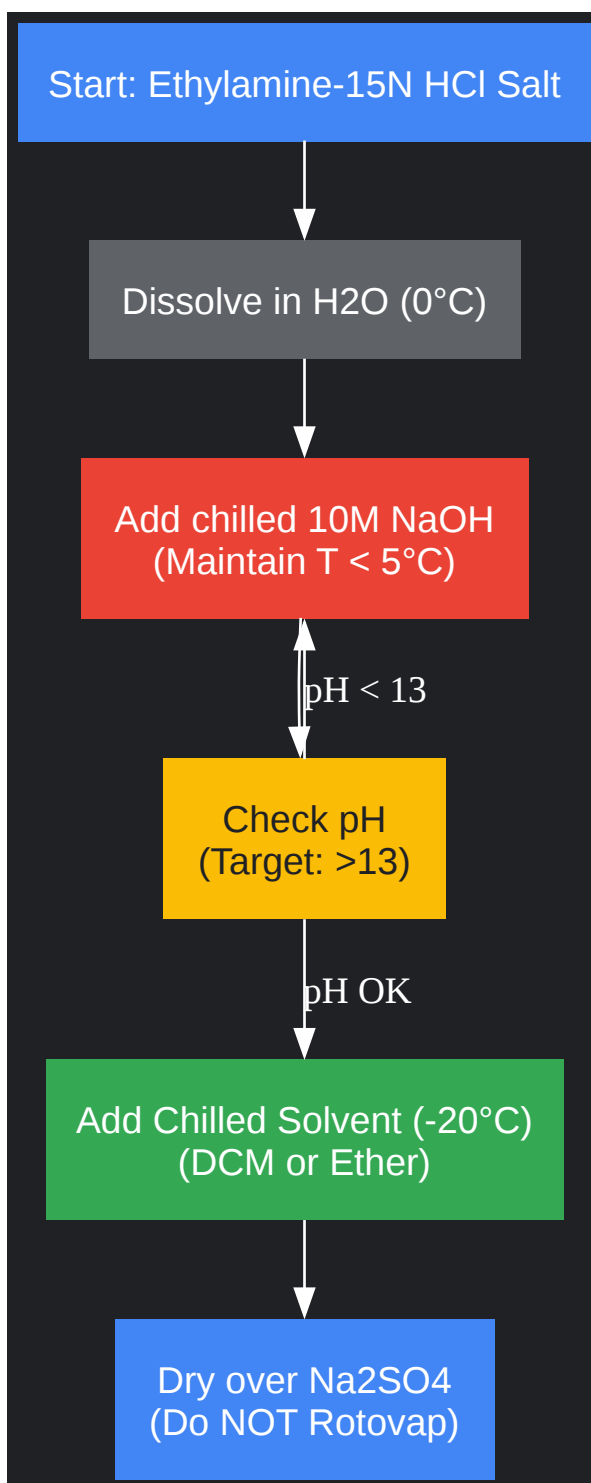 Start: Ethylamine-15N HCl Salt
Dissolve in H2O (0°C)
Add chilled 10M NaOH
(Maintain T < 5°C)
pH < 13
Check pH
(Target: >13)
pH OK
Add Chilled Solvent (-20°C)
(DCM or Ether)
Dry over Na2SO4
(Do NOT Rotovap)